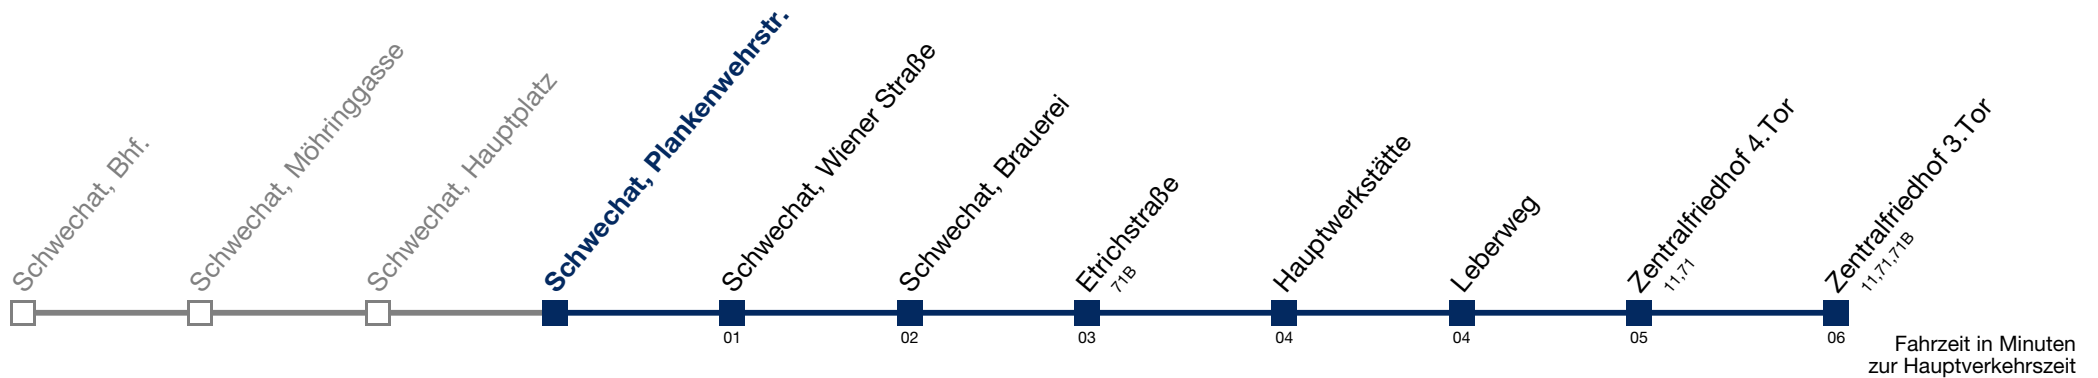 Schwechat, Bhf.
Schwechat, Möhringgasse
Schwechat, Hauptplatz
Schwechat, Plankenwehrstr.
Schwechat, Wiener Straße
Schwechat, Brauerei
Etrichstraße
71B
Hauptwerkstätte
Leberweg
Zentralfriedhof 4.Tor
11,71
Zentralfriedhof 3.Tor
11,71,71B
01 02 03 04 04 05 06
Fahrzeit in Minuten
zur Hauptverkehrszeit